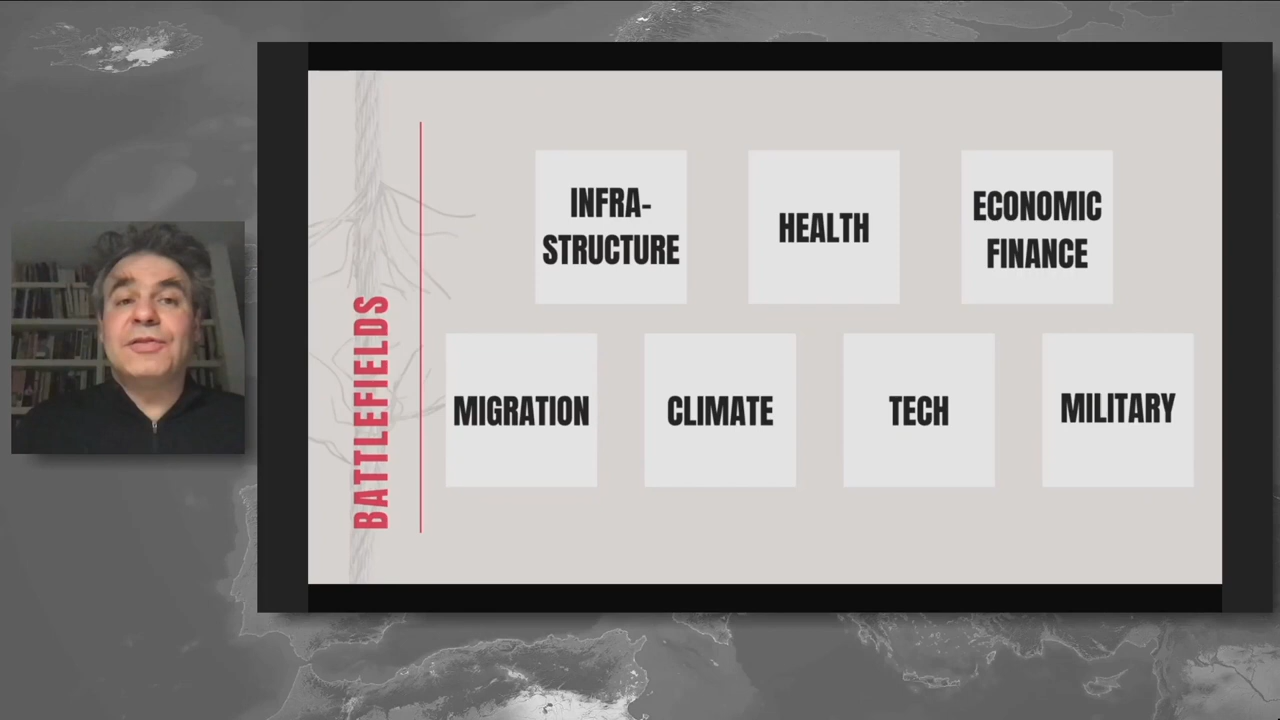 BATTLEFIELDS
INFRA-
STRUCTURE
HEALTH
ECONOMIC
FINANCE
MIGRATION
CLIMATE
TECH
MILITARY